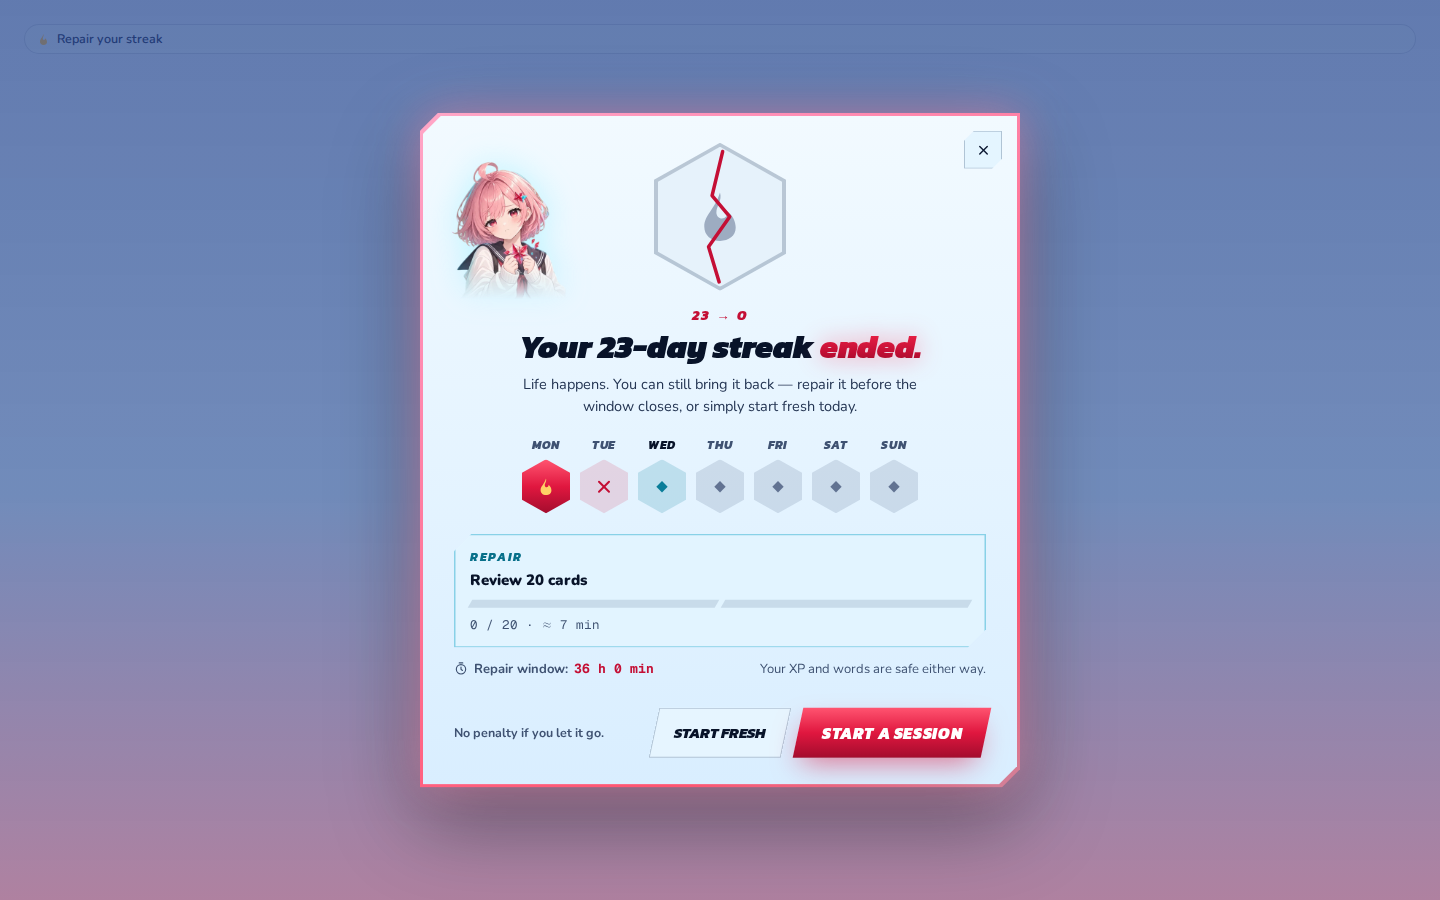 Repair your streak
×
23 → 0
Your 23-day streak ended.
Life happens. You can still bring it back — repair it before the
window closes, or simply start fresh today.
MON TUE WED THU FRI SAT SUN
REPAIR
Review 20 cards
0 / 20 · ≈ 7 min
Repair window: 36 h 0 min
Your XP and words are safe either way.
No penalty if you let it go.
START FRESH
START A SESSION